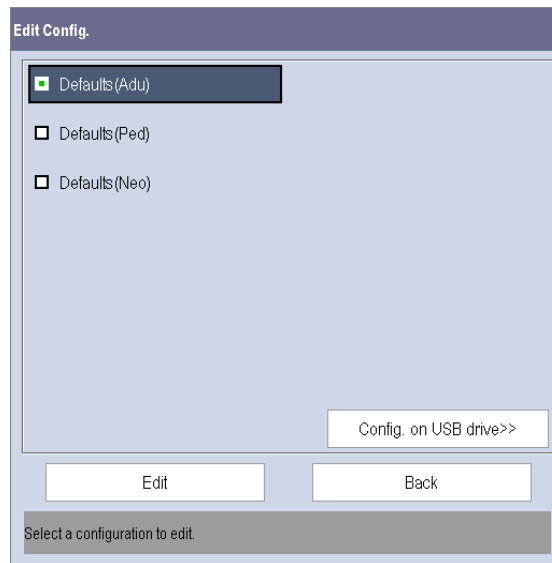 Edit Config.
Defaults(Adu)
Defaults(Ped)
Defaults(Neo)
Config. on USB drive>>
Edit
Back
Select a configuration to edit.